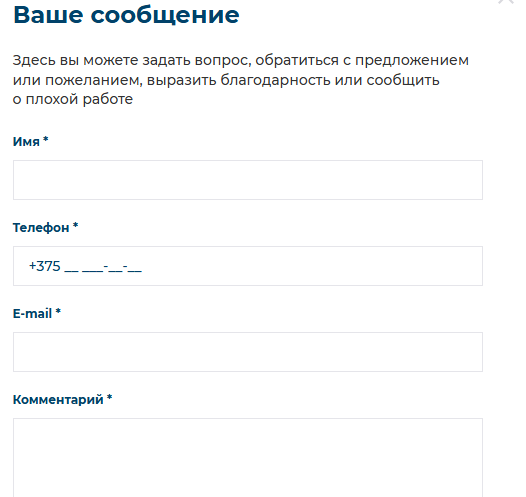 Ваше сообщение
Здесь вы можете задать вопрос, обратиться с предложением
или пожеланием, выразить благодарность или сообщить
о плохой работе
Имя *
Телефон *
+375 __ ___-__-__
E-mail *
Комментарий *